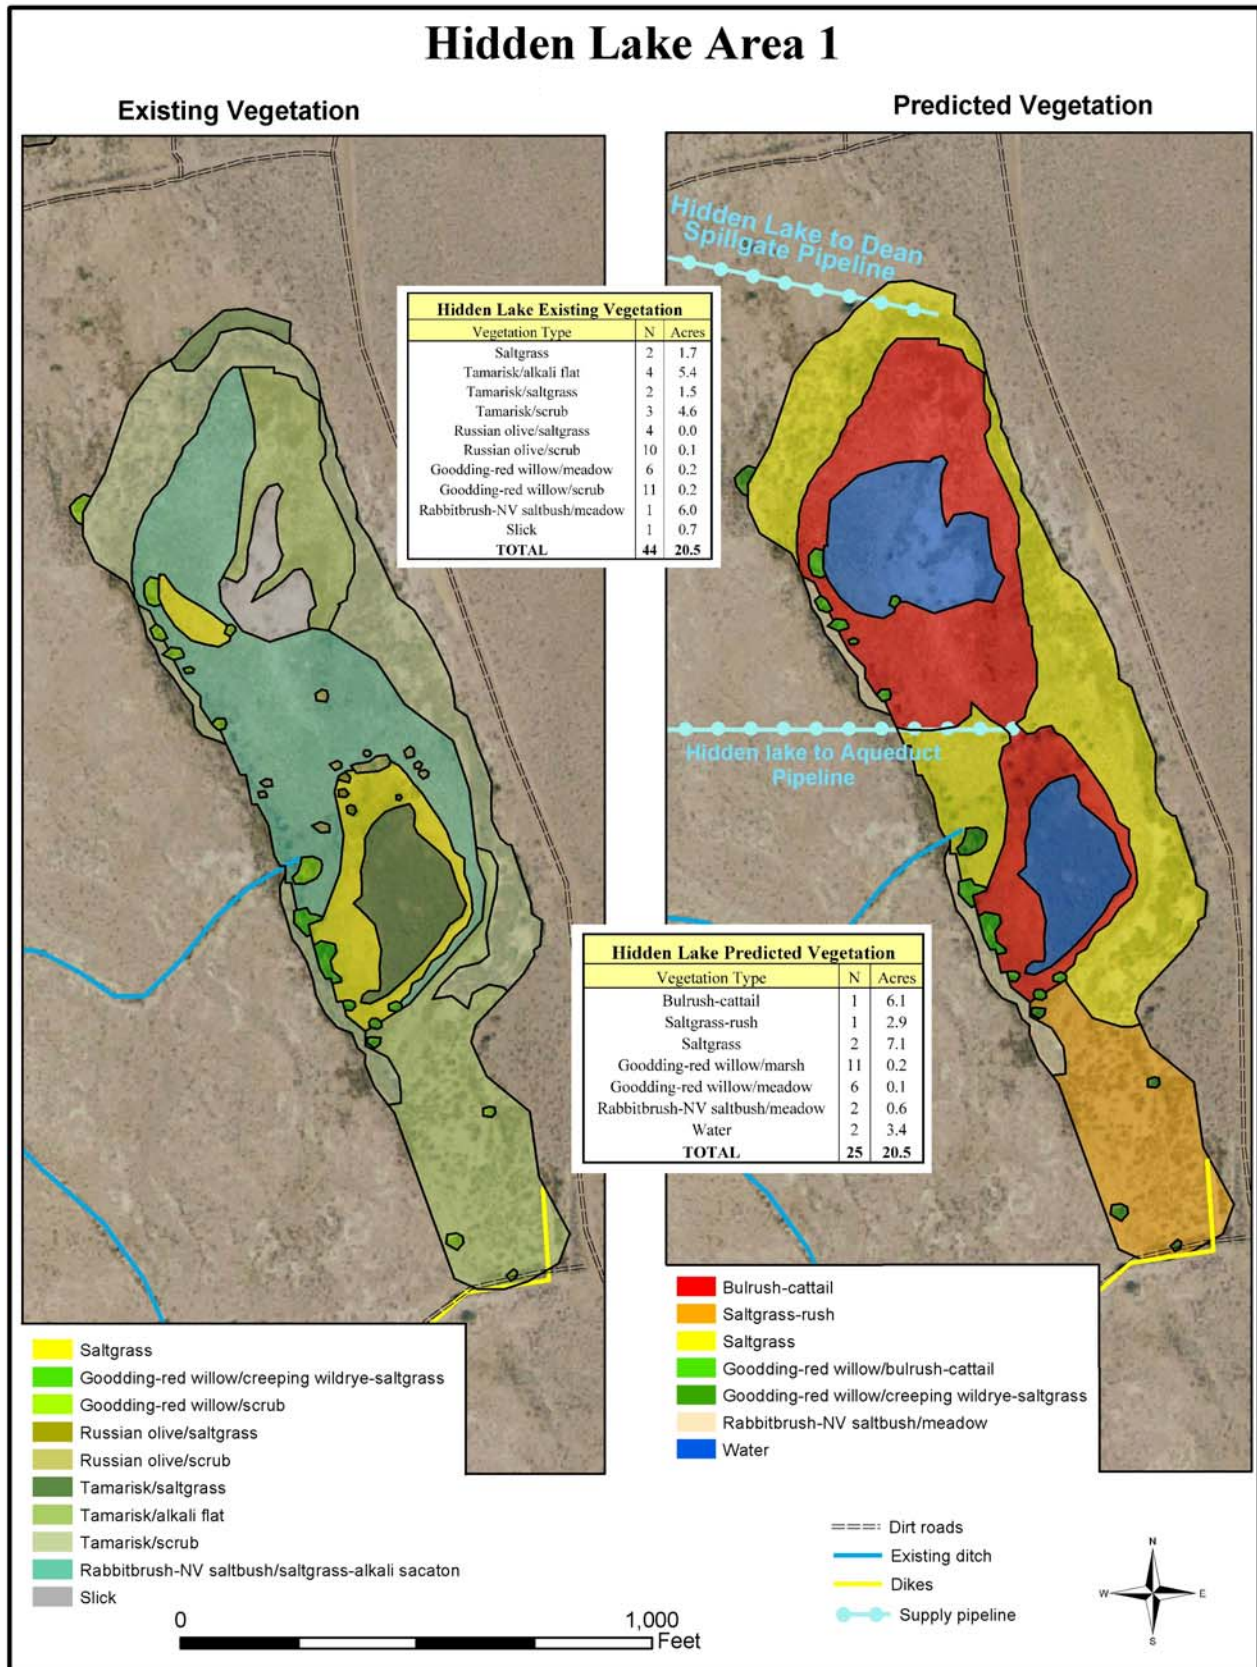 Hidden Lake Area 1
Existing Vegetation
Predicted Vegetation
Hidden Lake to Dean
Spillgate Pipeline
Hidden Lake Existing Vegetation
Vegetation Type N Acres
Saltgrass 2 1.7
Tamarisk/alkali flat 4 5.4
Tamarisk/saltgrass 2 1.5
Tamarisk/scrub 3 4.6
Russian olive/saltgrass 4 0.0
Russian olive/scrub 10 0.1
Goodding-red willow/meadow 6 0.2
Goodding-red willow/scrub 11 0.2
Rabbitbrush-NV saltbush/meadow 1 6.0
Slick 1 0.7
TOTAL 44 20.5
Hidden lake to Aqueduct
Pipeline
Hidden Lake Predicted Vegetation
Vegetation Type N Acres
Bulrush-cattail 1 6.1
Saltgrass-rush 1 2.9
Saltgrass 2 7.1
Goodding-red willow/marsh 11 0.2
Goodding-red willow/meadow 6 0.1
Rabbitbrush-NV saltbush/meadow 2 0.6
Water 2 3.4
TOTAL 25 20.5
Saltgrass
Goodding-red willow/creeping wildrye-saltgrass
Goodding-red willow/scrub
Russian olive/saltgrass
Russian olive/scrub
Tamarisk/saltgrass
Tamarisk/alkali flat
Tamarisk/scrub
Rabbitbrush-NV saltbush/saltgrass-alkali sacaton
Slick
Bulrush-cattail
Saltgrass-rush
Saltgrass
Goodding-red willow/bulrush-cattail
Goodding-red willow/creeping wildrye-saltgrass
Rabbitbrush-NV saltbush/meadow
Water
Dirt roads
Existing ditch
Dikes
Supply pipeline
N
W E
S
0 1,000
Feet